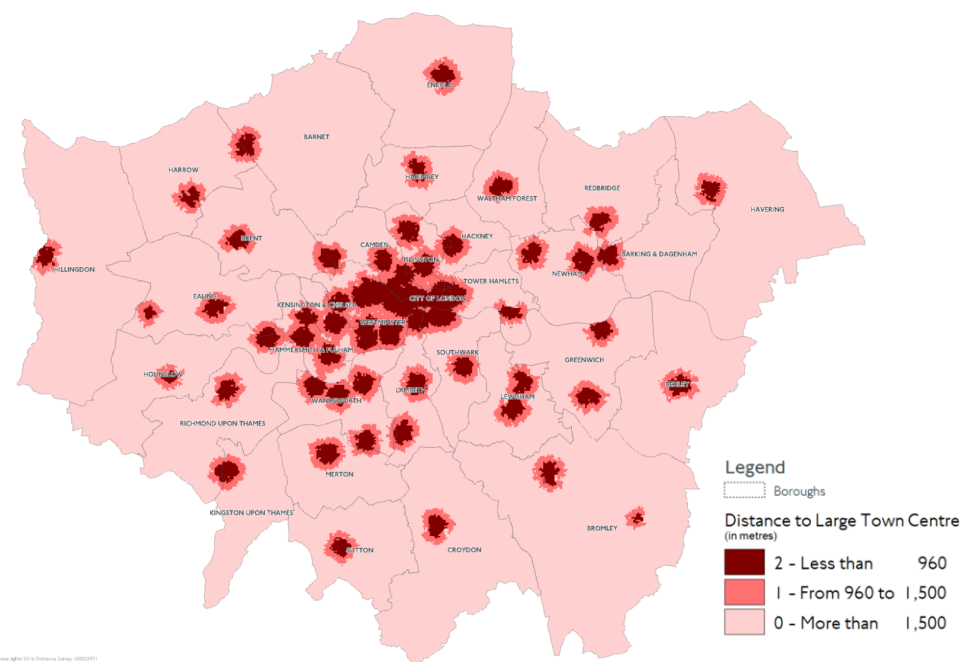 ENFIELD
BARNET
HARROW
HARINGEY
WALTHAM FOREST
REDBRIDGE
HAVERING
BRENT
CAMDEN
HACKNEY
ISLINGTON
HILLINGDON
NEWHAM
BARKING & DAGENHAM
TOWER HAMLETS
EALING
KENSINGTON & CHELSEA
CITY OF LONDON
WESTMINSTER
HAMMERSMITH & FULHAM
SOUTHWARK
GREENWICH
HOUNSLOW
BEXLEY
LAMBETH
LEWISHAM
WANDSWORTH
RICHMOND UPON THAMES
MERTON
KINGSTON UPON THAMES
BROMLEY
SUTTON
CROYDON
Legend
Boroughs
Distance to Large Town Centre
(in metres)
2 - Less than 960
1 - From 960 to 1,500
0 - More than 1,500